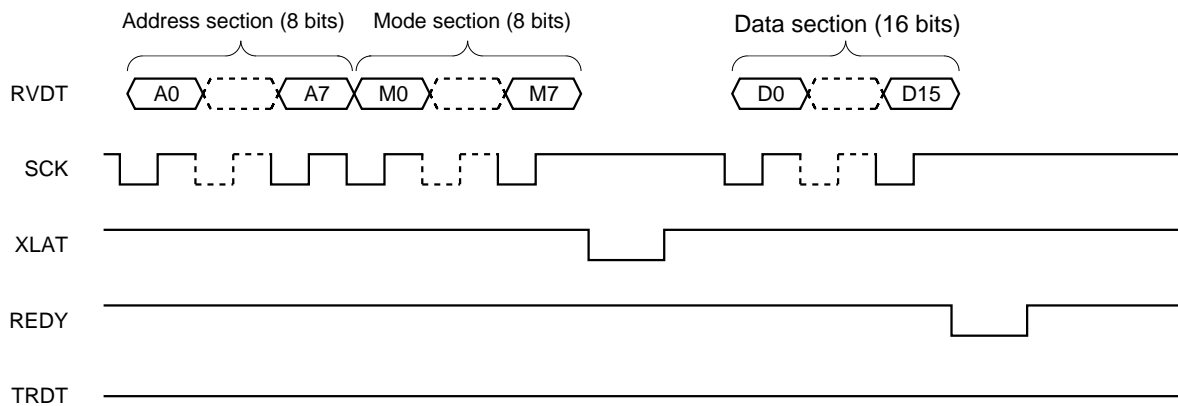 Address section (8 bits) Mode section (8 bits) Data section (16 bits)
RVDT A0 A7 M0 M7 D0 D15
SCK
XLAT
REDY
TRDT